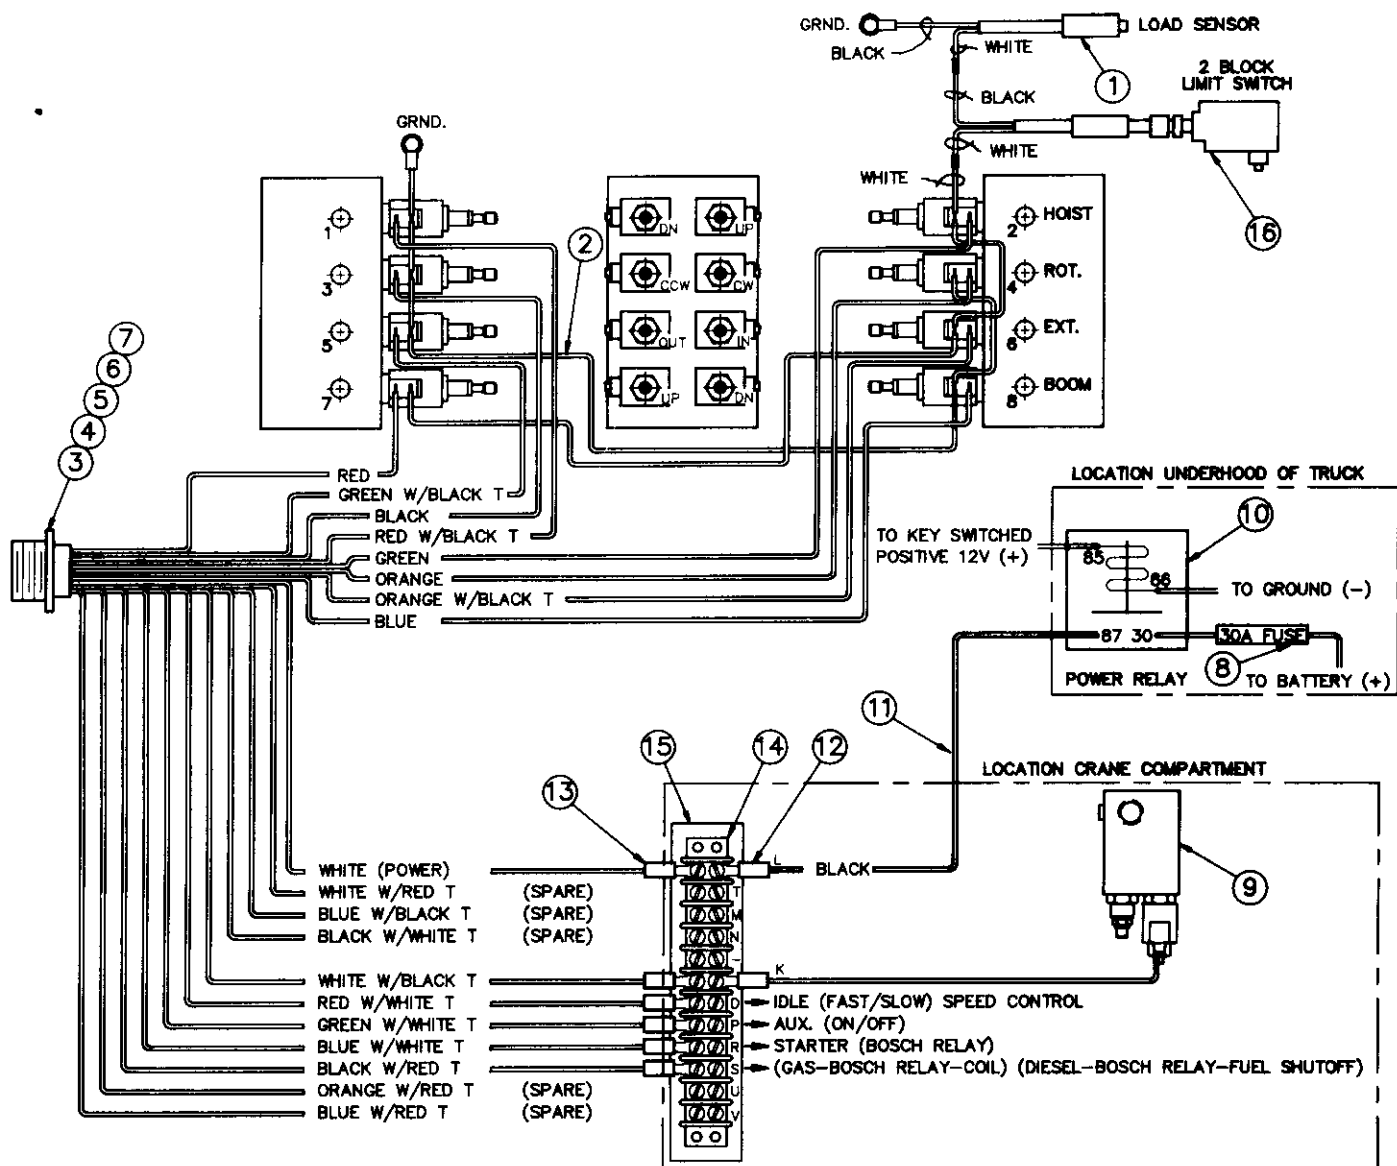 GRND.
LOAD SENSOR
BLACK
WHITE
1
2 BLOCK
LIMIT SWITCH
BLACK
GRND.
WHITE
WHITE
16
1
3
5
7
2
DN
UP
CCW
CW
OUT
IN
UP
DN
2
HOIST
4
ROT.
6
EXT.
8
BOOM
7
6
5
4
3
RED
GREEN W/BLACK T
BLACK
RED W/BLACK T
GREEN
ORANGE
ORANGE W/BLACK T
BLUE
LOCATION UNDERHOOD OF TRUCK
10
TO KEY SWITCHED
POSITIVE 12V (+)
85
86
TO GROUND (-)
87 30
30A FUSE
8
POWER RELAY
TO BATTERY (+)
11
15
14
12
13
LOCATION CRANE COMPARTMENT
9
WHITE (POWER)
L
BLACK
WHITE W/RED T (SPARE)
T
BLUE W/BLACK T (SPARE)
M
BLACK W/WHITE T (SPARE)
N
-
WHITE W/BLACK T
K
RED W/WHITE T
D
IDLE (FAST/SLOW) SPEED CONTROL
GREEN W/WHITE T
P
AUX. (ON/OFF)
BLUE W/WHITE T
R
STARTER (BOSCH RELAY)
BLACK W/RED T
S
(GAS-BOSCH RELAY-COIL) (DIESEL-BOSCH RELAY-FUEL SHUTOFF)
ORANGE W/RED T (SPARE)
U
BLUE W/RED T (SPARE)
V